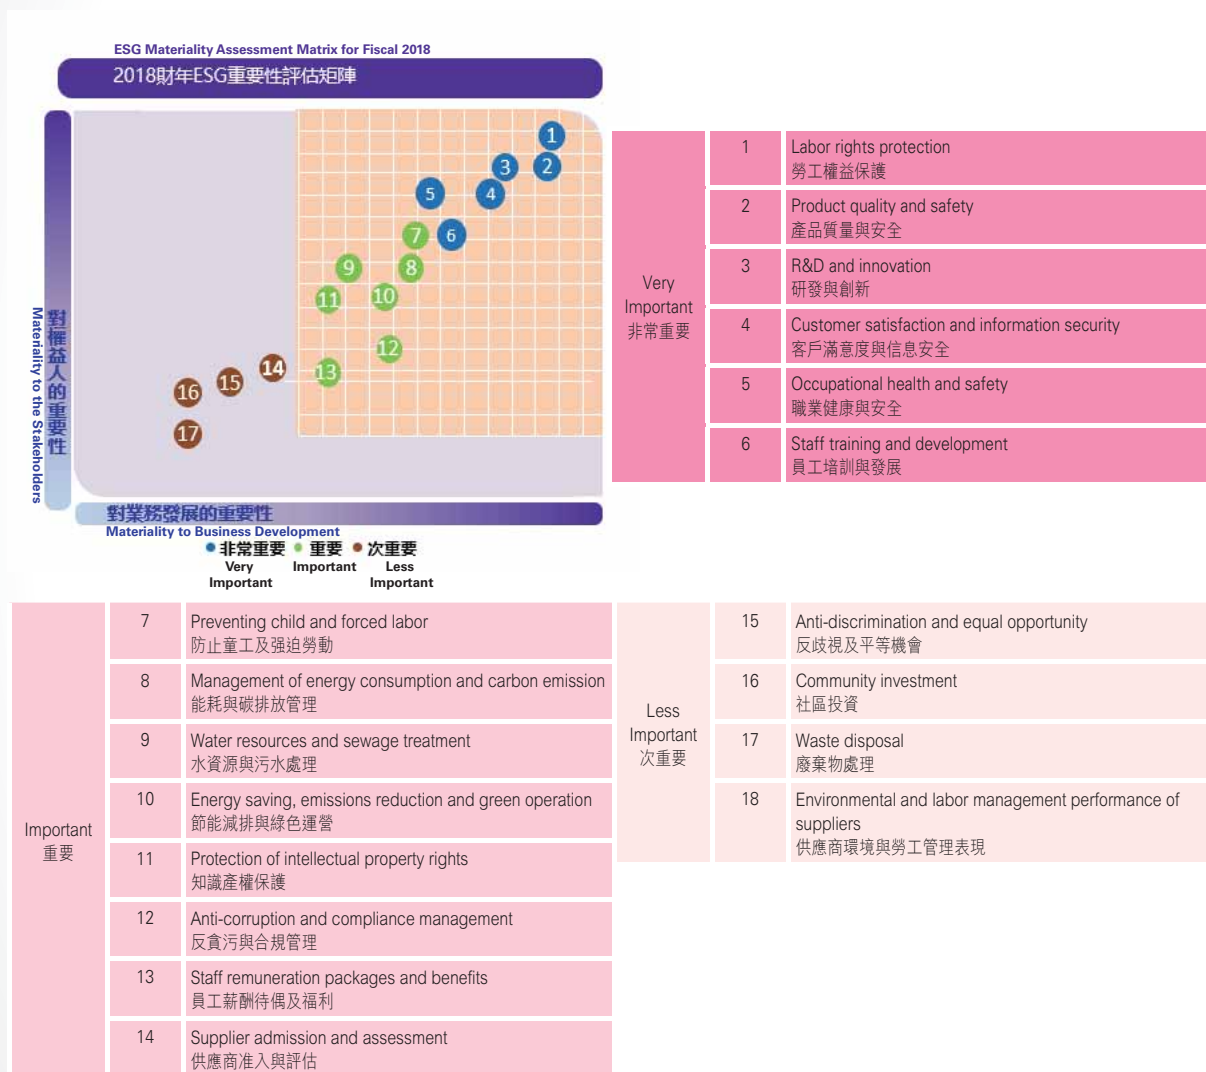 ESG Materiality Assessment Matrix for Fiscal 2018
2018財年ESG重要性評估矩陣
對權益人的重要性
Materiality to the Stakeholders
1
2
3
4
5
6
7
8
9
10
11
12
13
14
15
16
17
對業務發展的重要性
Materiality to Business Development
非常重要 重要 次重要
Very Important Important Less Important
Very
Important
非常重要
1 Labor rights protection
勞工權益保護
2 Product quality and safety
產品質量與安全
3 R&D and innovation
研發與創新
4 Customer satisfaction and information security
客戶滿意度與信息安全
5 Occupational health and safety
職業健康與安全
6 Staff training and development
員工培訓與發展
Important
重要
7 Preventing child and forced labor
防止童工及强迫勞動
8 Management of energy consumption and carbon emission
能耗與碳排放管理
9 Water resources and sewage treatment
水資源與污水處理
10 Energy saving, emissions reduction and green operation
節能減排與綠色運營
11 Protection of intellectual property rights
知識產權保護
12 Anti-corruption and compliance management
反貪污與合規管理
13 Staff remuneration packages and benefits
員工薪酬待偶及福利
14 Supplier admission and assessment
供應商准入與評估
Less
Important
次重要
15 Anti-discrimination and equal opportunity
反歧視及平等機會
16 Community investment
社區投資
17 Waste disposal
廢棄物處理
18 Environmental and labor management performance of
suppliers
供應商環境與勞工管理表現